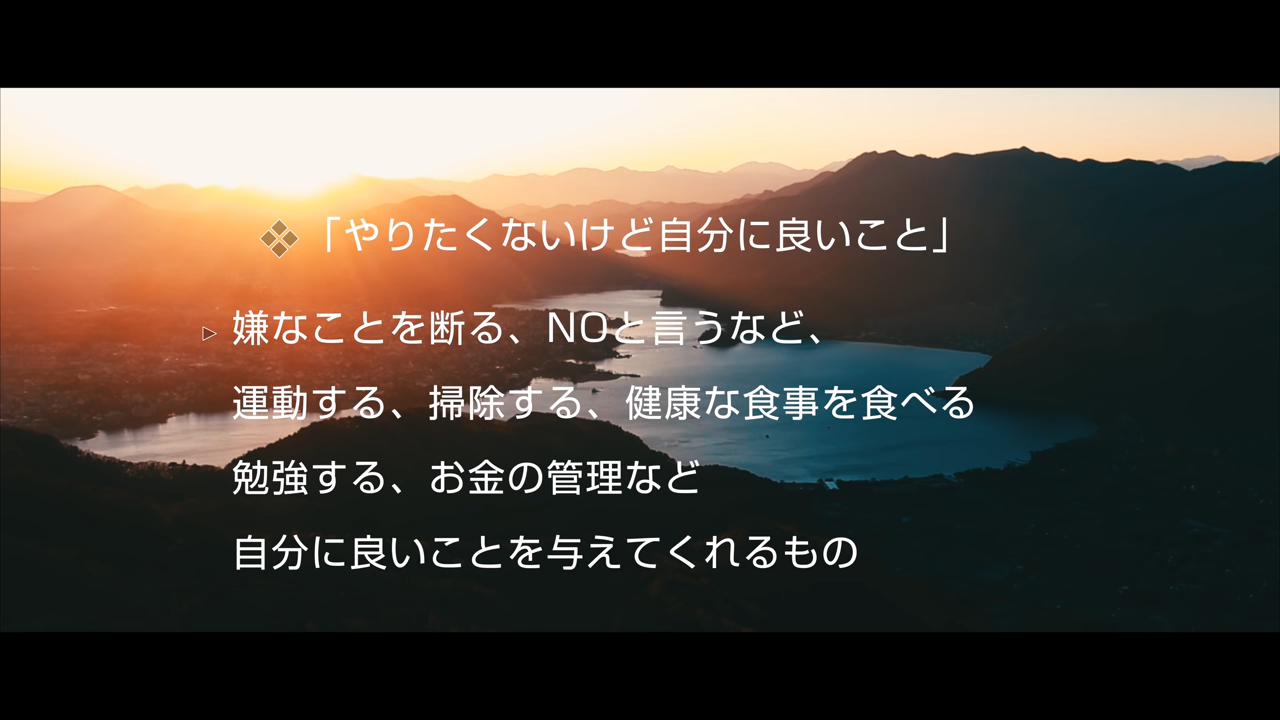 ❖「やりたくないけど自分に良いこと」
▷ 嫌なことを断る、NOと言うなど、
運動する、掃除する、健康な食事を食べる
勉強する、お金の管理など
自分に良いことを与えてくれるもの